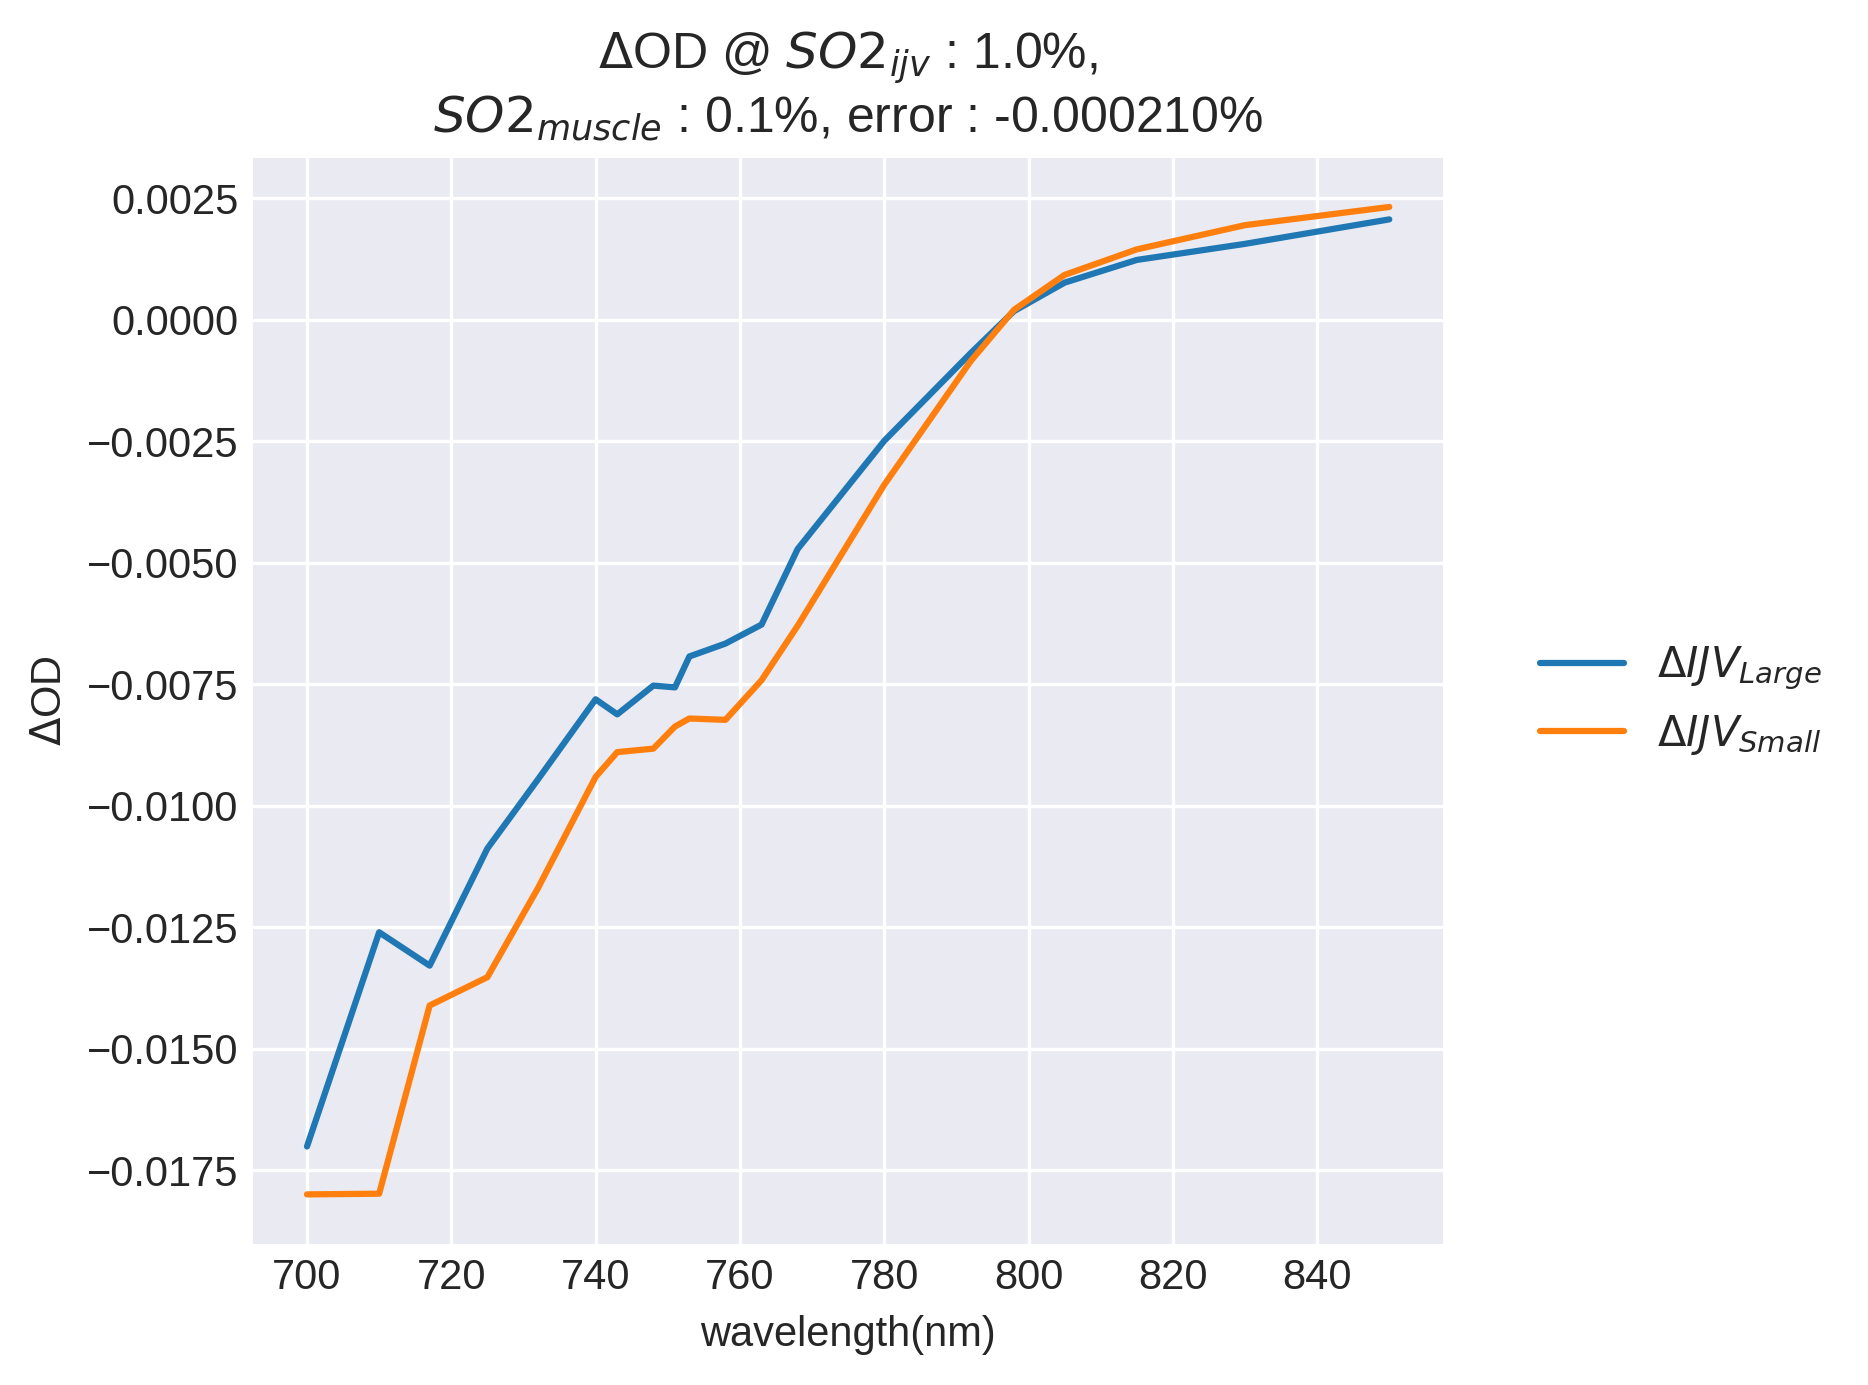 ΔOD @ SO2ijv : 1.0%,
SO2muscle : 0.1%, error : -0.000210%
0.0025
0.0000
−0.0025
−0.0050
−0.0075
−0.0100
−0.0125
−0.0150
−0.0175
ΔOD
700 720 740 760 780 800 820 840
wavelength(nm)
ΔIJVLarge
ΔIJVSmall